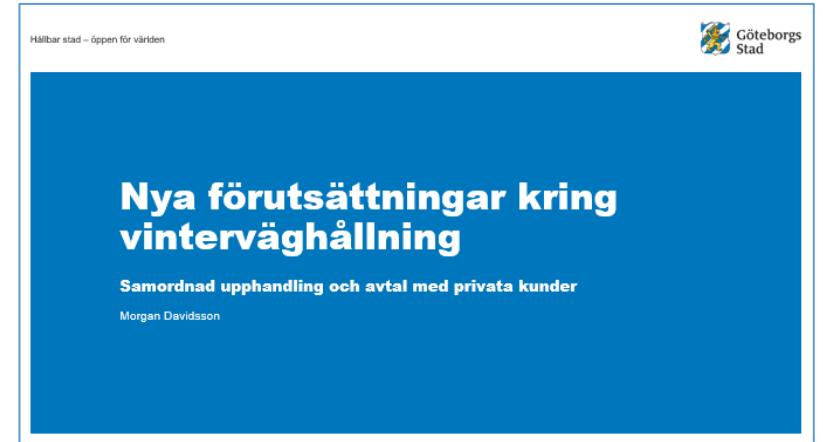 Hållbar stad – öppen för världen
Göteborgs
Stad
Nya förutsättningar kring
vinterväghållning
Samordnad upphandling och avtal med privata kunder
Morgan Davidsson